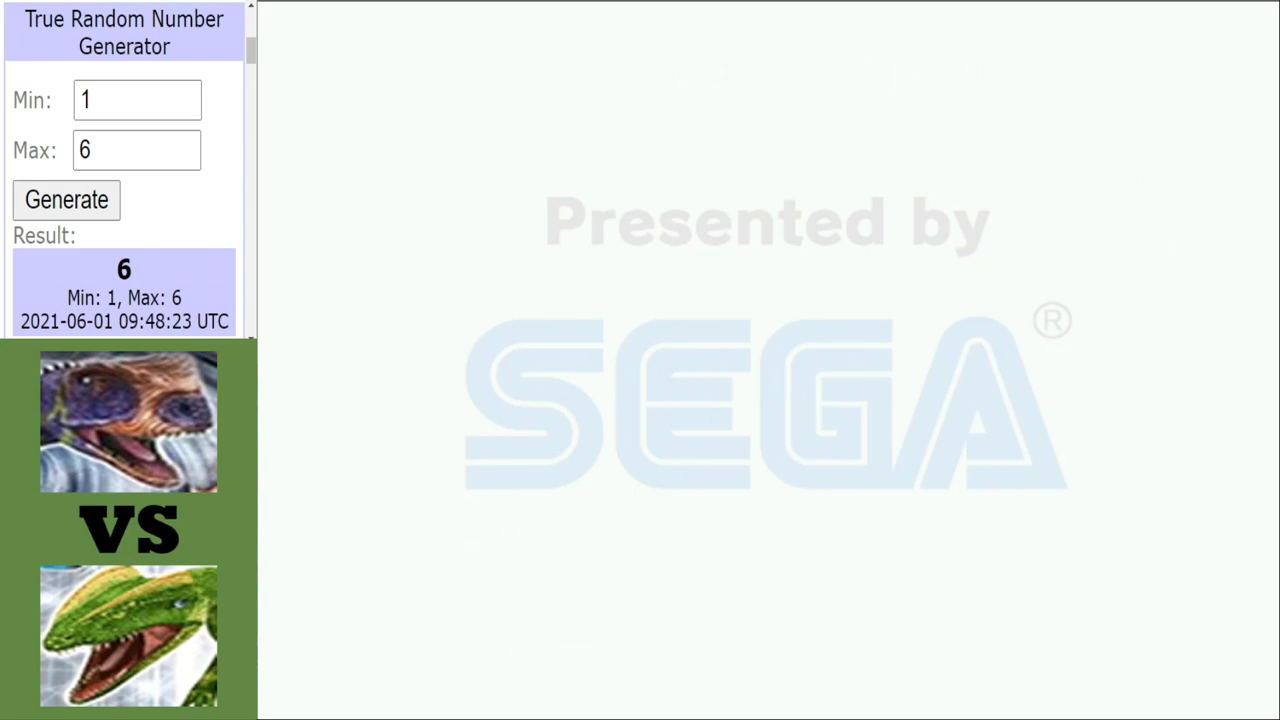 True Random Number
Generator
Min: 1
Max: 6
Generate
Result:
6
Min: 1, Max: 6
2021-06-01 09:48:23 UTC
vs
Presented by
SEGA®